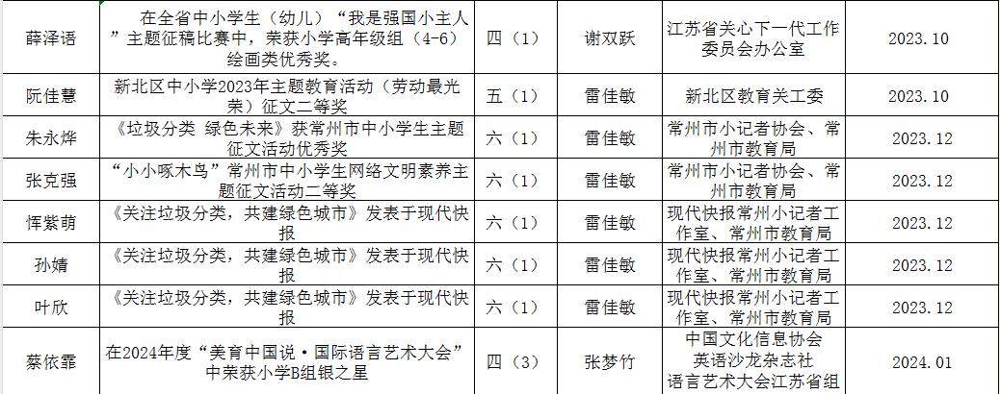 薛泽语
在全省中小学生（幼儿）“我是强国小主人
”主题征稿比赛中，荣获小学高年级组（4-6）
绘画类优秀奖。
四（1）
谢双跃
江苏省关心下一代工作
委员会办公室
2023.10
阮佳慧
新北区中小学2023年主题教育活动（劳动最光
荣）征文二等奖
五（1）
雷佳敏
新北区教育关工委
2023.10
朱永烨
《垃圾分类 绿色未来》获常州市中小学生主题
征文活动优秀奖
六（1）
雷佳敏
常州市小记者协会、常
州市教育局
2023.12
张克强
“小小啄木鸟”常州市中小学生网络文明素养主
题征文活动二等奖
六（1）
雷佳敏
常州市小记者协会、常
州市教育局
2023.12
恽紫萌
《关注垃圾分类，共建绿色城市》发表于现代快
报
六（1）
雷佳敏
现代快报常州小记者工
作室、常州市教育局
2023.12
孙婧
《关注垃圾分类，共建绿色城市》发表于现代快
报
六（1）
雷佳敏
现代快报常州小记者工
作室、常州市教育局
2023.12
叶欣
《关注垃圾分类，共建绿色城市》发表于现代快
报
六（1）
雷佳敏
现代快报常州小记者工
作室、常州市教育局
2023.12
蔡依霏
在2024年度“美育中国说·国际语言艺术大会”
中荣获小学B组银之星
四（3）
张梦竹
中国文化信息协会
英语沙龙杂志社
语言艺术大会江苏省组
2024.01